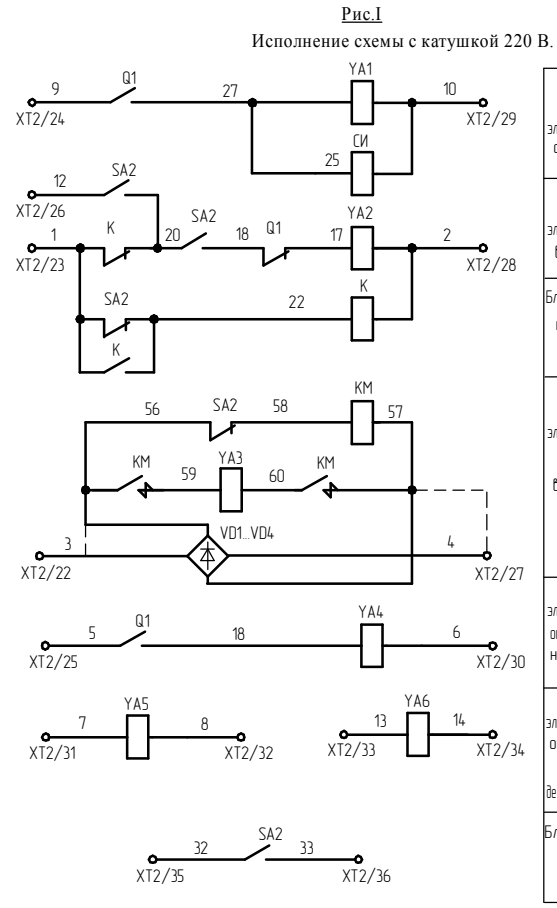 Рис.I
Исполнение схемы с катушкой 220 В.
9 Q1 27 YA1 10
XT2/24 XT2/29
СИ
25
12 SA2
XT2/26
1 K 20 SA2 18 Q1 17 YA2 2
XT2/23 XT2/28
SA2 22 K
K
56 SA2 58 KM 57
KM 59 YA3 60 KM
VD1...VD4
3 4
XT2/22 XT2/27
5 Q1 18 YA4 6
XT2/25 XT2/30
7 YA5 8
XT2/31 XT2/32
13 YA6 14
XT2/33 XT2/34
32 SA2 33
XT2/35 XT2/36